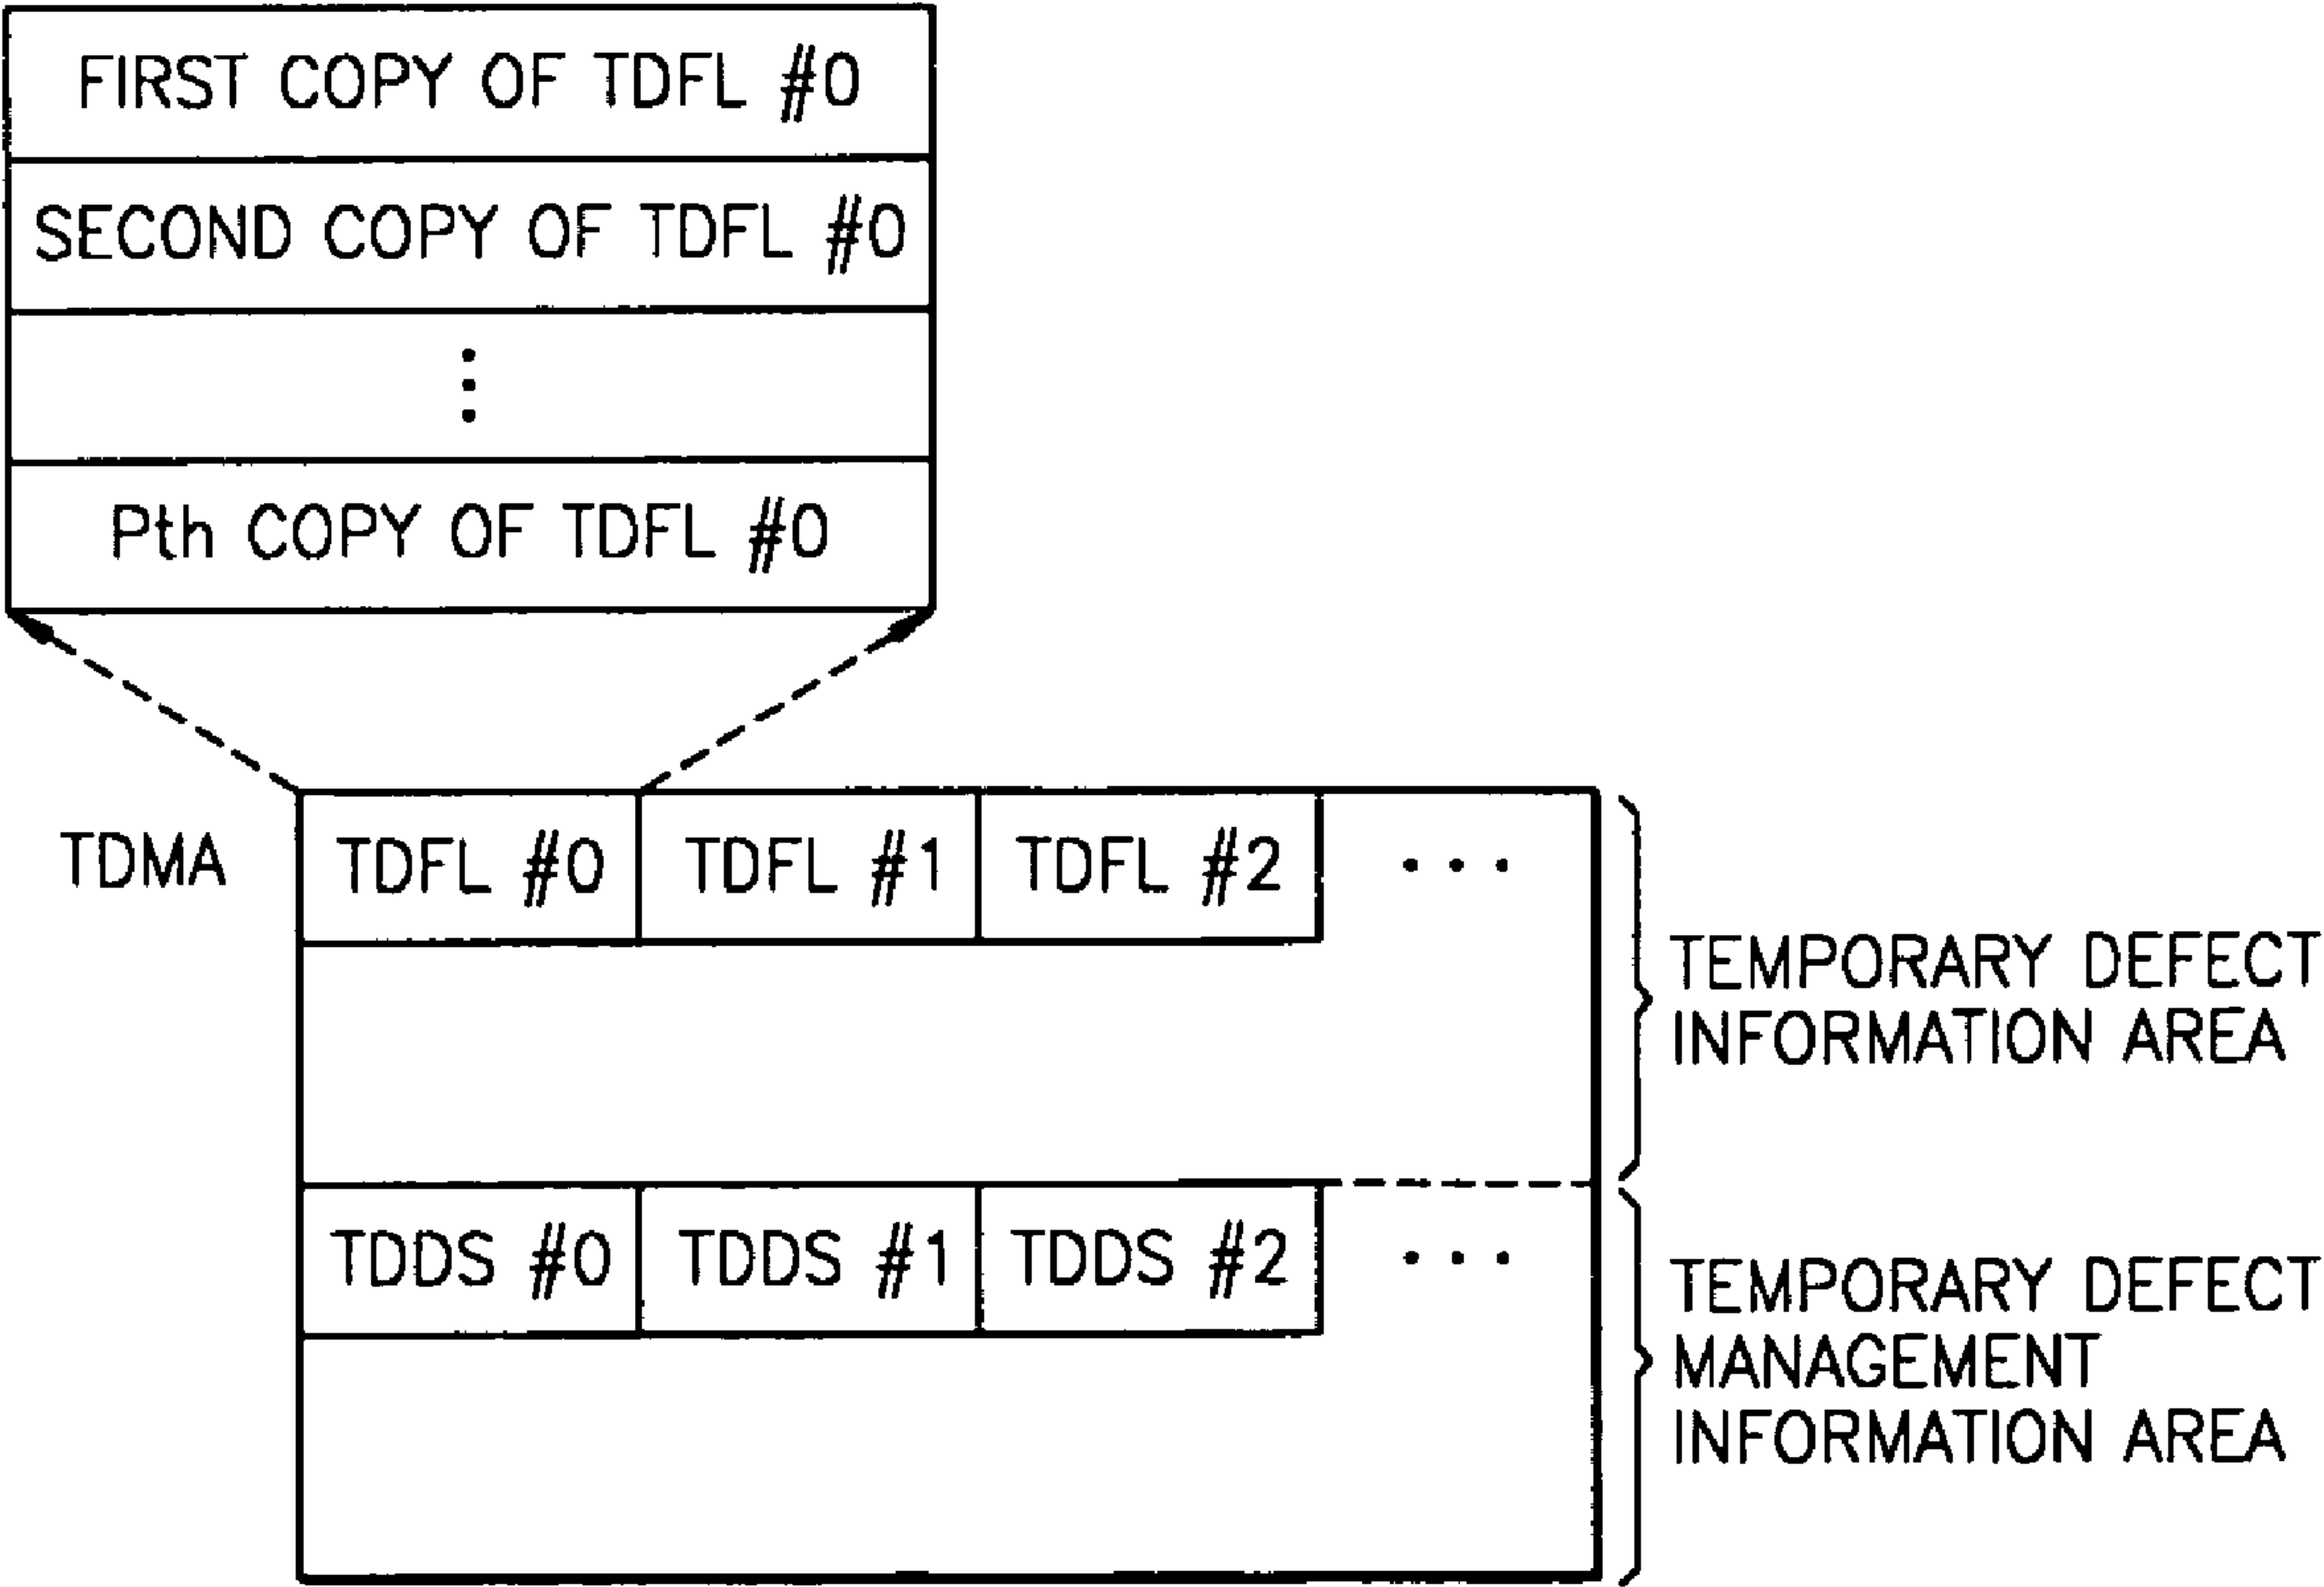 FIRST COPY OF TDFL #0
SECOND COPY OF TDFL #0
⋮
Pth COPY OF TDFL #0
TDMA
TDFL #0
TDFL #1
TDFL #2
...
TEMPORARY DEFECT
INFORMATION AREA
TDDS #0
TDDS #1
TDDS #2
...
TEMPORARY DEFECT
MANAGEMENT
INFORMATION AREA